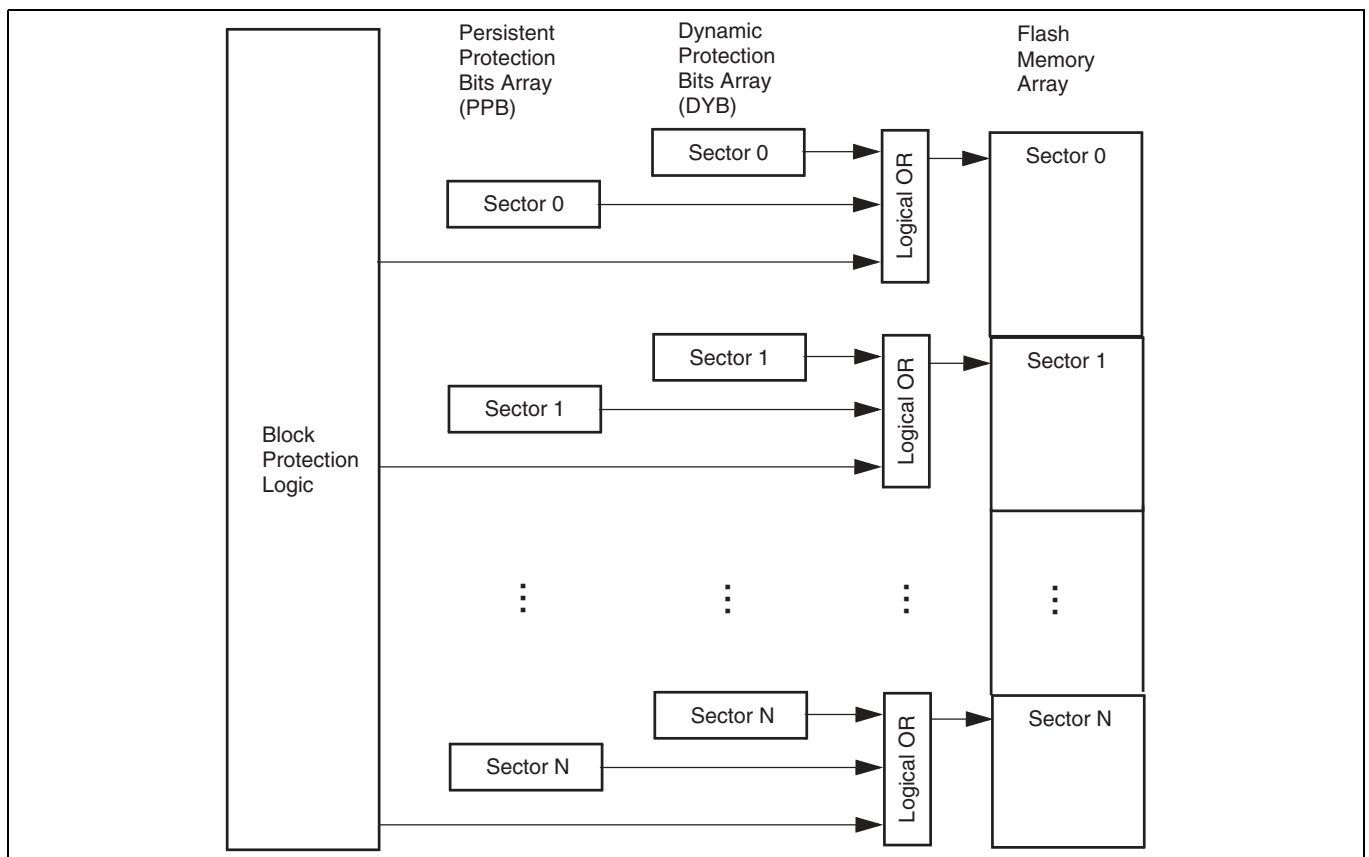 Persistent
Protection
Bits Array
(PPB)
Dynamic
Protection
Bits Array
(DYB)
Flash
Memory
Array
Sector 0
Sector 0
Logical OR
Sector 0
Sector 1
Sector 1
Logical OR
Sector 1
Block
Protection
Logic
Sector N
Sector N
Logical OR
Sector N